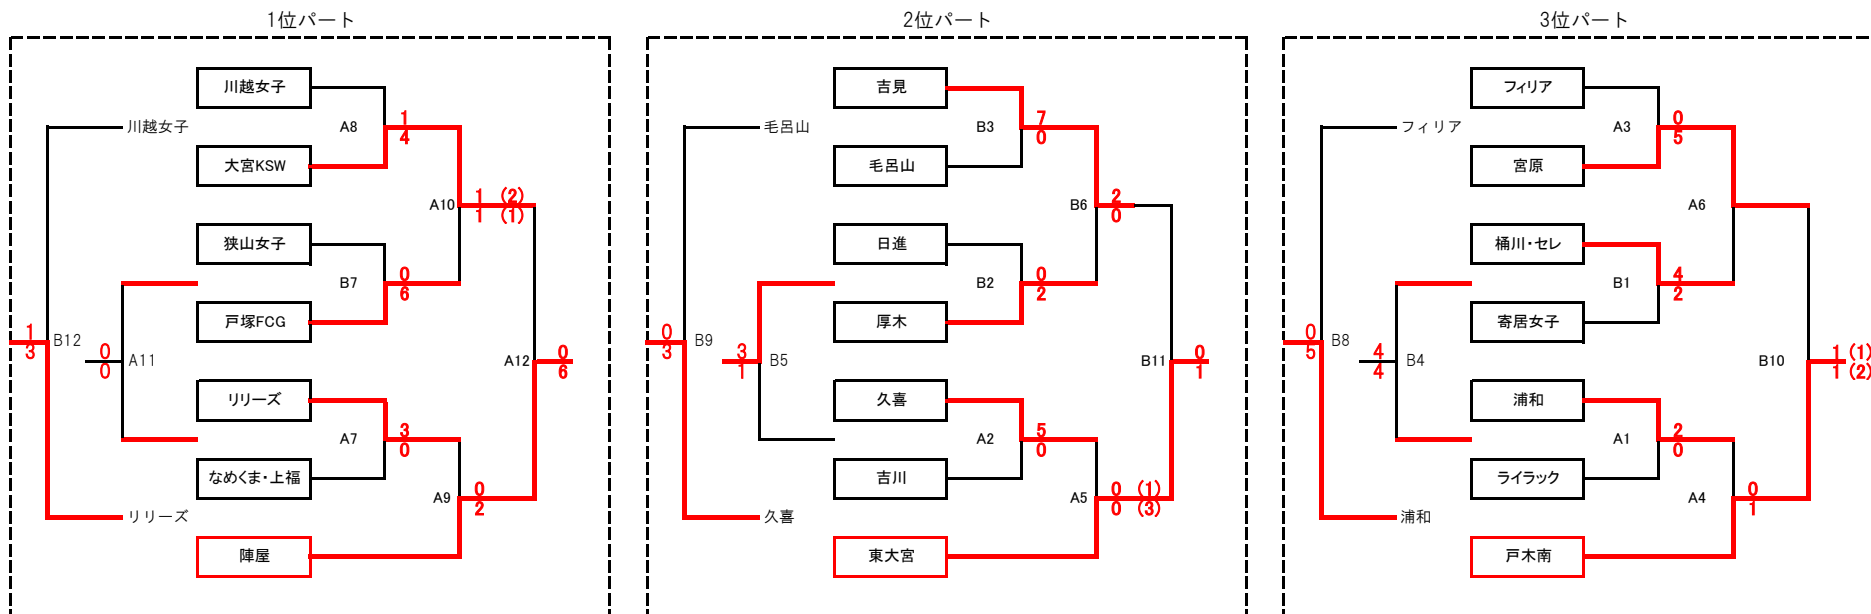 1位パート
川越女子
川越女子
A8
1
4
大宮KSW
A10
1 (2)
1 (1)
狭山女子
B7
0
6
戸塚FCG
1
3
B12
0
0
A11
A12
0
6
リリーズ
A7
3
0
なめくま・上福
A9
0
2
リリーズ
陣屋
2位パート
吉見
毛呂山
B3
7
0
毛呂山
B6
2
0
日進
B2
0
2
厚木
0
3
B9
3
1
B5
B11
0
1
久喜
A2
5
0
吉川
A5
0 (1)
0 (3)
久喜
東大宮
3位パート
フィリア
フィリア
A3
0
5
宮原
A6
桶川・セレ
B1
4
2
寄居女子
0
5
B8
4
4
B4
B10
1 (1)
1 (2)
浦和
A1
2
0
ライラック
A4
0
1
浦和
戸木南